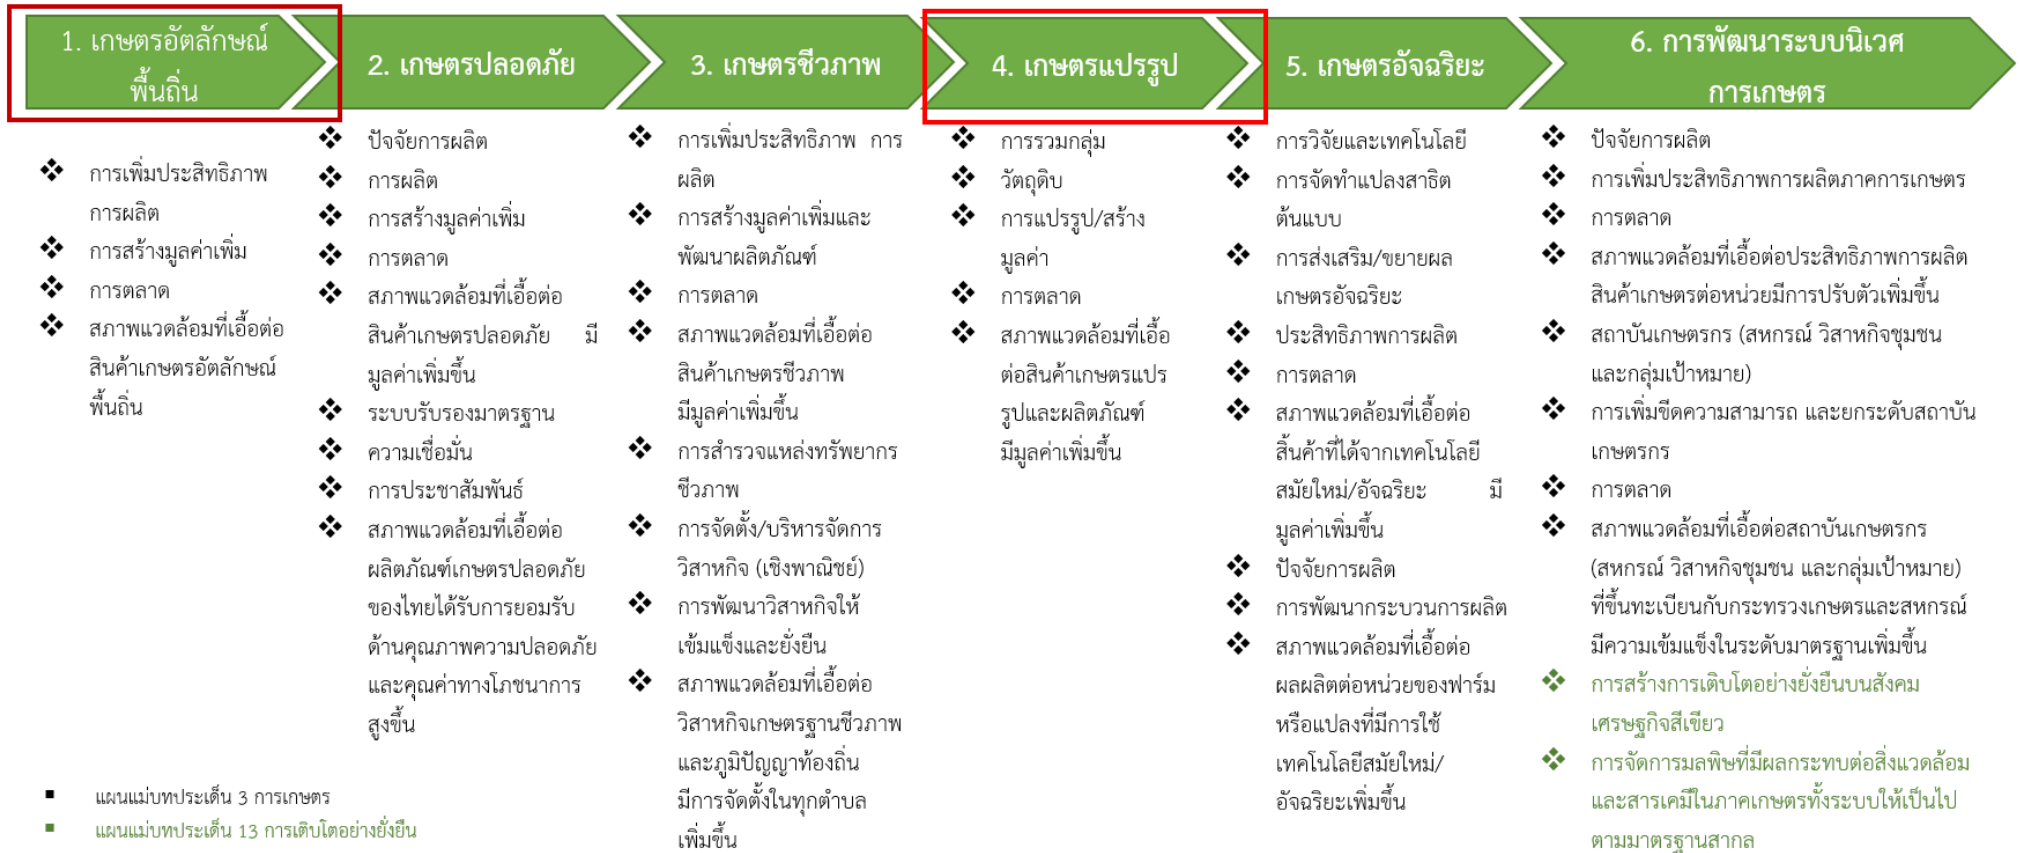 1. เกษตรอัตลักษณ์
พื้นถิ่น
❖ การเพิ่มประสิทธิภาพ
การผลิต
❖ การสร้างมูลค่าเพิ่ม
❖ การตลาด
❖ สภาพแวดล้อมที่เอื้อต่อ
สินค้าเกษตรอัตลักษณ์
พื้นถิ่น
2. เกษตรปลอดภัย
❖ ปัจจัยการผลิต
❖ การผลิต
❖ การสร้างมูลค่าเพิ่ม
❖ การตลาด
❖ สภาพแวดล้อมที่เอื้อต่อ
สินค้าเกษตรปลอดภัย มี
มูลค่าเพิ่มขึ้น
❖ ระบบรับรองมาตรฐาน
❖ ความเชื่อมั่น
❖ การประชาสัมพันธ์
❖ สภาพแวดล้อมที่เอื้อต่อ
ผลิตภัณฑ์เกษตรปลอดภัย
ของไทยได้รับการยอมรับ
ด้านคุณภาพความปลอดภัย
และคุณค่าทางโภชนาการ
สูงขึ้น
3. เกษตรชีวภาพ
❖ การเพิ่มประสิทธิภาพ การ
ผลิต
❖ การสร้างมูลค่าเพิ่มและ
พัฒนาผลิตภัณฑ์
❖ การตลาด
❖ สภาพแวดล้อมที่เอื้อต่อ
สินค้าเกษตรชีวภาพ
มีมูลค่าเพิ่มขึ้น
❖ การสำรวจแหล่งทรัพยากร
ชีวภาพ
❖ การจัดตั้ง/บริหารจัดการ
วิสาหกิจ (เชิงพาณิชย์)
❖ การพัฒนาวิสาหกิจให้
เข้มแข็งและยั่งยืน
❖ สภาพแวดล้อมที่เอื้อต่อ
วิสาหกิจเกษตรฐานชีวภาพ
และภูมิปัญญาท้องถิ่น
มีการจัดตั้งในทุกตำบล
เพิ่มขึ้น
4. เกษตรแปรรูป
❖ การรวมกลุ่ม
❖ วัตถุดิบ
❖ การแปรรูป/สร้าง
มูลค่า
❖ การตลาด
❖ สภาพแวดล้อมที่เอื้อ
ต่อสินค้าเกษตรแปร
รูปและผลิตภัณฑ์
มีมูลค่าเพิ่มขึ้น
5. เกษตรอัจฉริยะ
❖ การวิจัยและเทคโนโลยี
❖ การจัดทำแปลงสาธิต
ต้นแบบ
❖ การส่งเสริม/ขยายผล
เกษตรอัจฉริยะ
❖ ประสิทธิภาพการผลิต
❖ การตลาด
❖ สภาพแวดล้อมที่เอื้อต่อ
สิ้นค้าที่ได้จากเทคโนโลยี
สมัยใหม่/อัจฉริยะ มี
มูลค่าเพิ่มขึ้น
❖ ปัจจัยการผลิต
❖ การพัฒนากระบวนการผลิต
❖ สภาพแวดล้อมที่เอื้อต่อ
ผลผลิตต่อหน่วยของฟาร์ม
หรือแปลงที่มีการใช้
เทคโนโลยีสมัยใหม่/
อัจฉริยะเพิ่มขึ้น
6. การพัฒนาระบบนิเวศ
การเกษตร
❖ ปัจจัยการผลิต
❖ การเพิ่มประสิทธิภาพการผลิตภาคการเกษตร
❖ การตลาด
❖ สภาพแวดล้อมที่เอื้อต่อประสิทธิภาพการผลิต
สินค้าเกษตรต่อหน่วยมีการปรับตัวเพิ่มขึ้น
❖ สถาบันเกษตรกร (สหกรณ์ วิสาหกิจชุมชน
และกลุ่มเป้าหมาย)
❖ การเพิ่มขีดความสามารถ และยกระดับสถาบัน
เกษตรกร
❖ การตลาด
❖ สภาพแวดล้อมที่เอื้อต่อสถาบันเกษตรกร
(สหกรณ์ วิสาหกิจชุมชน และกลุ่มเป้าหมาย)
ที่ขึ้นทะเบียนกับกระทรวงเกษตรและสหกรณ์
มีความเข้มแข็งในระดับมาตรฐานเพิ่มขึ้น
❖ การสร้างการเติบโตอย่างยั่งยืนบนสังคม
เศรษฐกิจสีเขียว
❖ การจัดการมลพิษที่มีผลกระทบต่อสิ่งแวดล้อม
และสารเคมีในภาคเกษตรทั้งระบบให้เป็นไป
ตามมาตรฐานสากล
▪ แผนแม่บทประเด็น 3 การเกษตร
▪ แผนแม่บทประเด็น 13 การเติบโตอย่างยั่งยืน